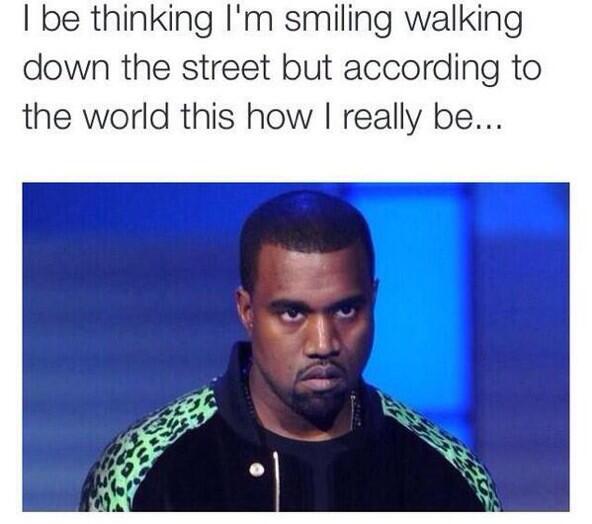 I be thinking I'm smiling walking
down the street but according to
the world this how I really be...